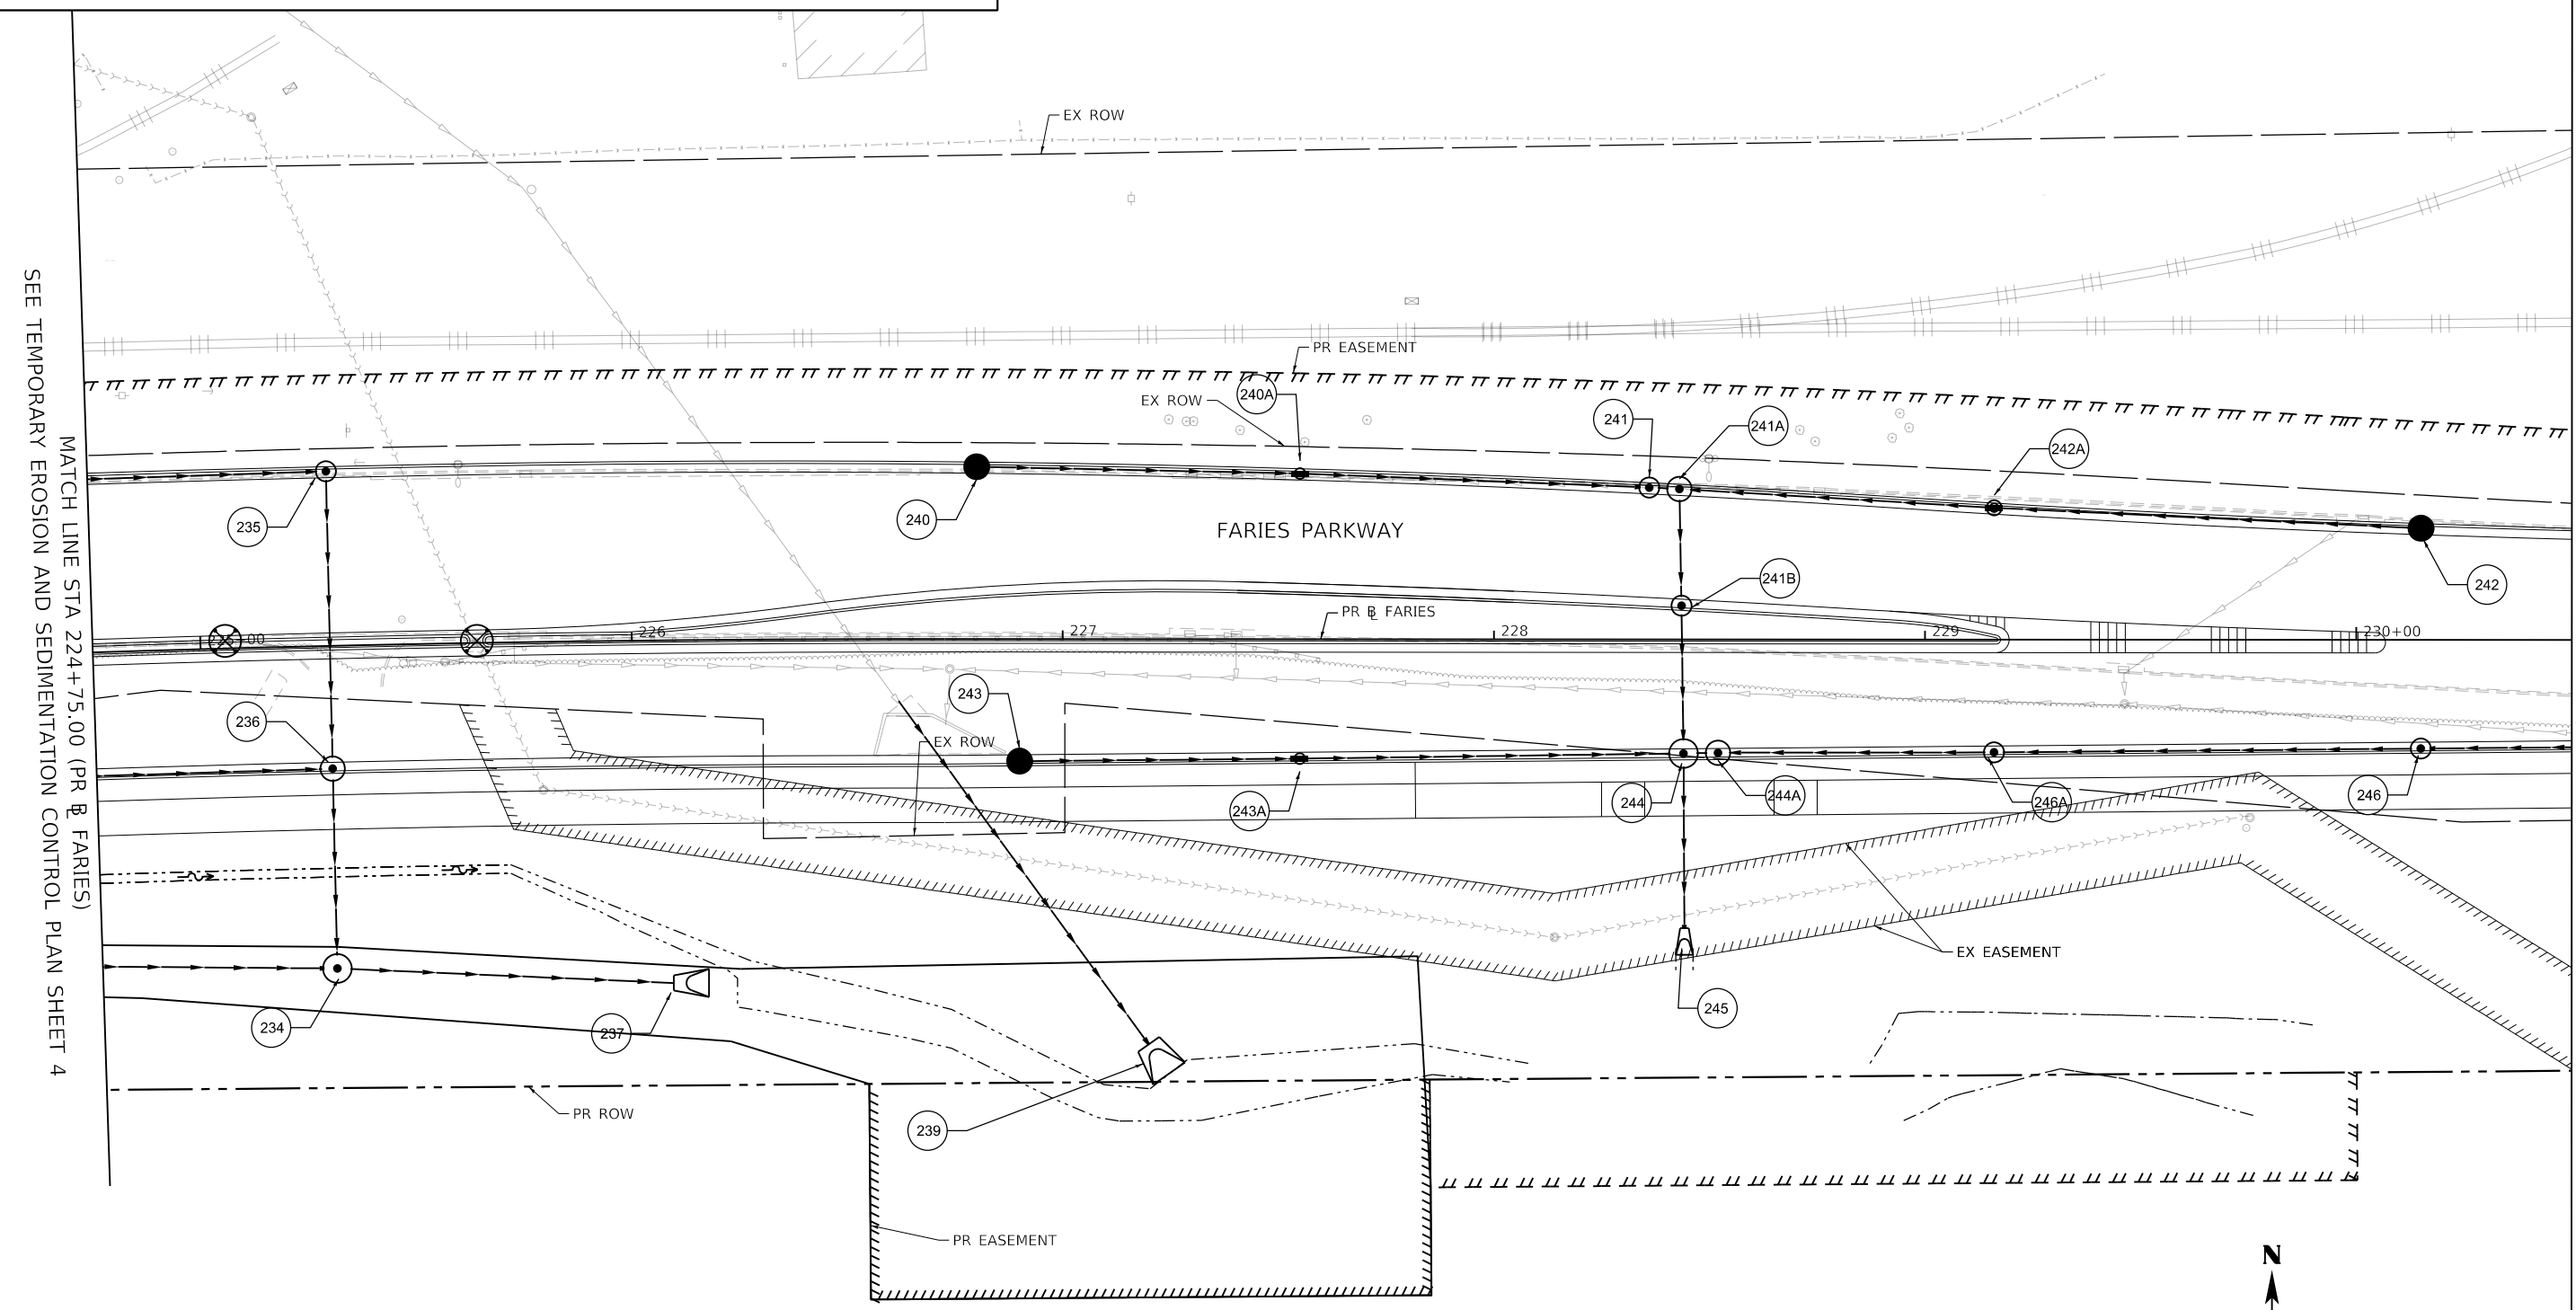 EX ROW
PR EASEMENT
EX ROW
240A
241
241A
242A
235
240
FARIES PARKWAY
241B
242
PR ℄ FARIES
226
227
228
229
230+00
236
243
EX ROW
243A
244
244A
246A
246
EX EASEMENT
234
237
245
PR ROW
239
PR EASEMENT
N
MATCH LINE STA 224+75.00 (PR ℄ FARIES)
SEE TEMPORARY EROSION AND SEDIMENTATION CONTROL PLAN SHEET 4